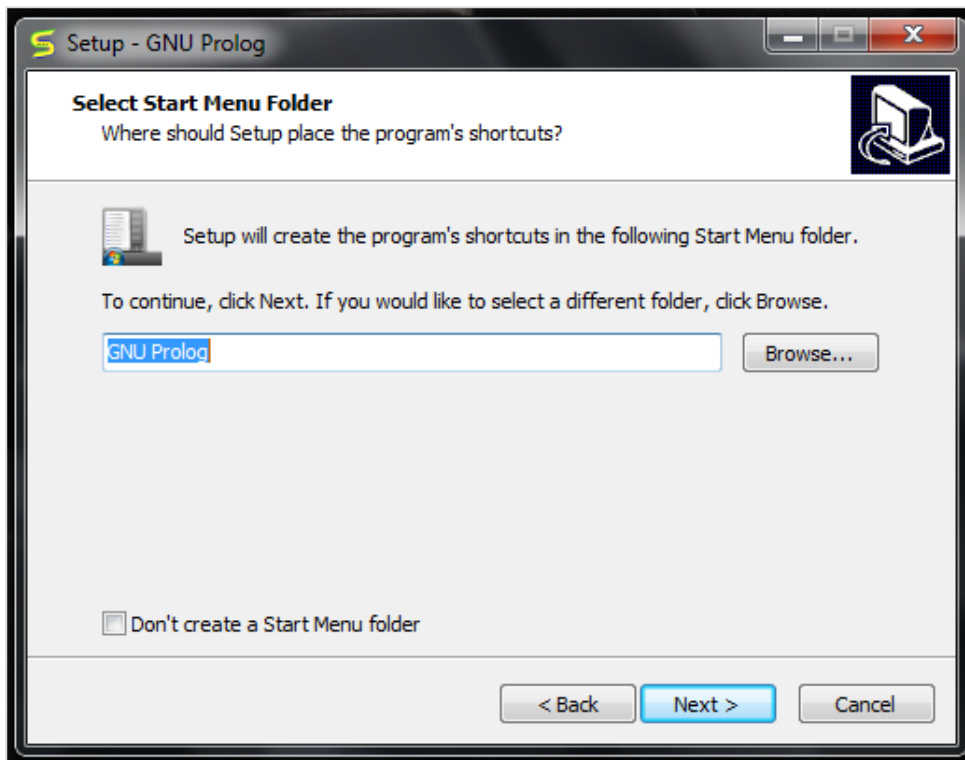 Setup - GNU Prolog
Select Start Menu Folder
Where should Setup place the program's shortcuts?
Setup will create the program's shortcuts in the following Start Menu folder.
To continue, click Next. If you would like to select a different folder, click Browse.
GNU Prolog
Browse...
Don't create a Start Menu folder
< Back
Next >
Cancel